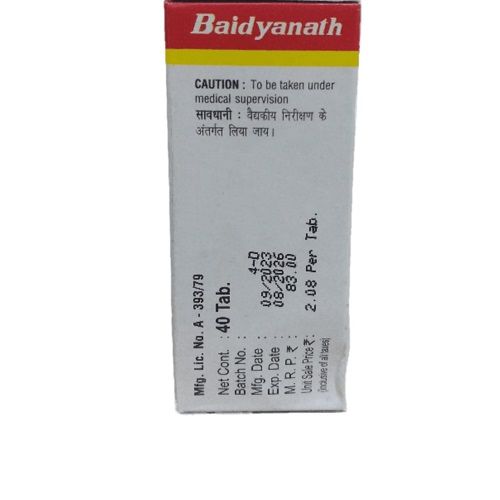 Baidyanath
CAUTION : To be taken under
medical supervision
सावधानी : वैद्यकीय निरीक्षण के
अंतर्गत लिया जाय।
Mfg. Lic. No. A - 393/79
Net Cont. : 40 Tab.
Batch No. : 4-D
Mfg. Date : 09/2023
Exp. Date : 08/2026
M. R. P. ₹ : 83.00
Unit Sale Price ₹ : 2.08 Per Tab.
(Inclusive of all taxes)